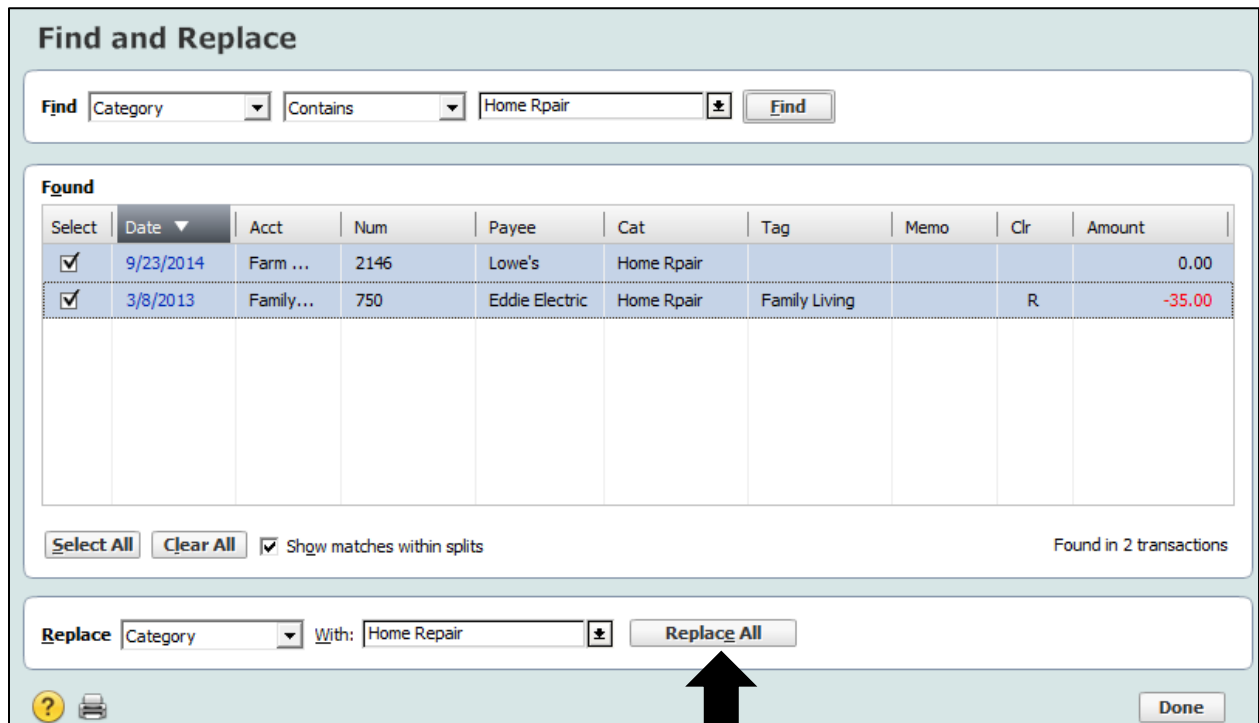 Find and Replace
Find Category Contains Home Rpair Find
Found
Select Date Acct Num Payee Cat Tag Memo Clr Amount
9/23/2014 Farm ... 2146 Lowe's Home Rpair 0.00
3/8/2013 Family... 750 Eddie Electric Home Rpair Family Living R -35.00
Select All Clear All Show matches within splits Found in 2 transactions
Replace Category With: Home Repair Replace All
? Done